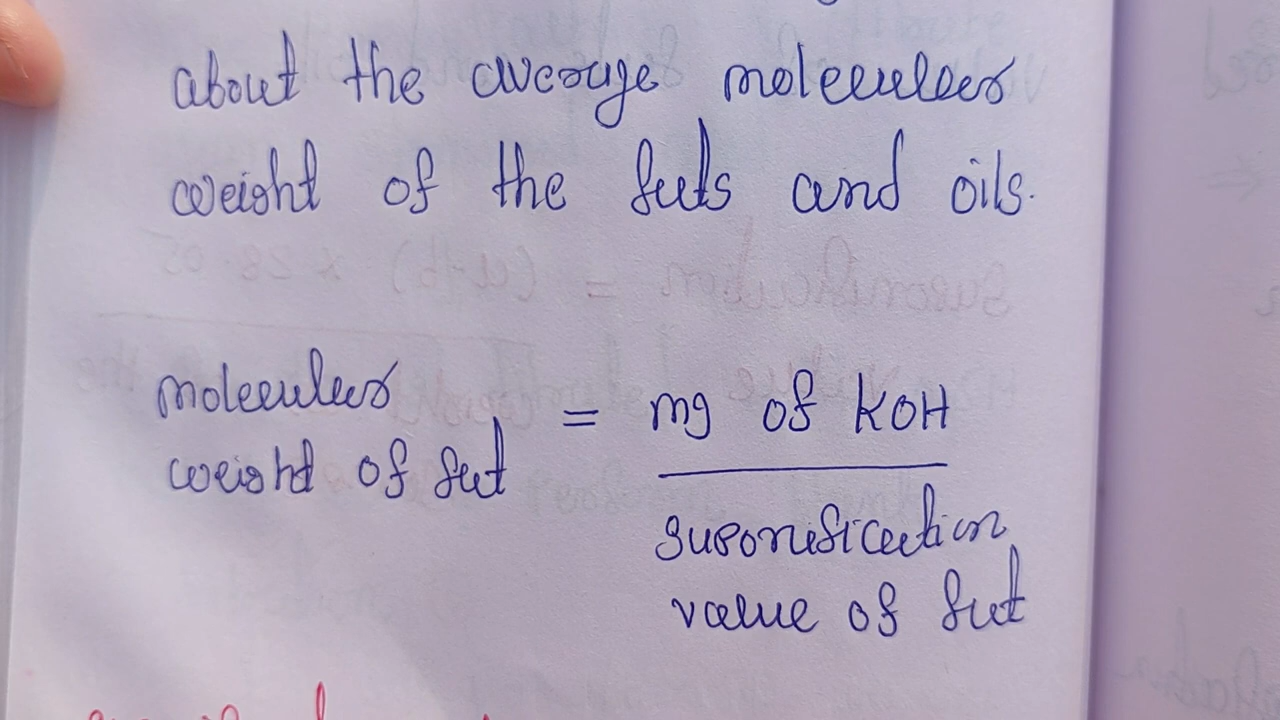 about the average molecular
weight of the fats and oils.
molecular
weight of fat = mg of KOH
saponification
value of fat